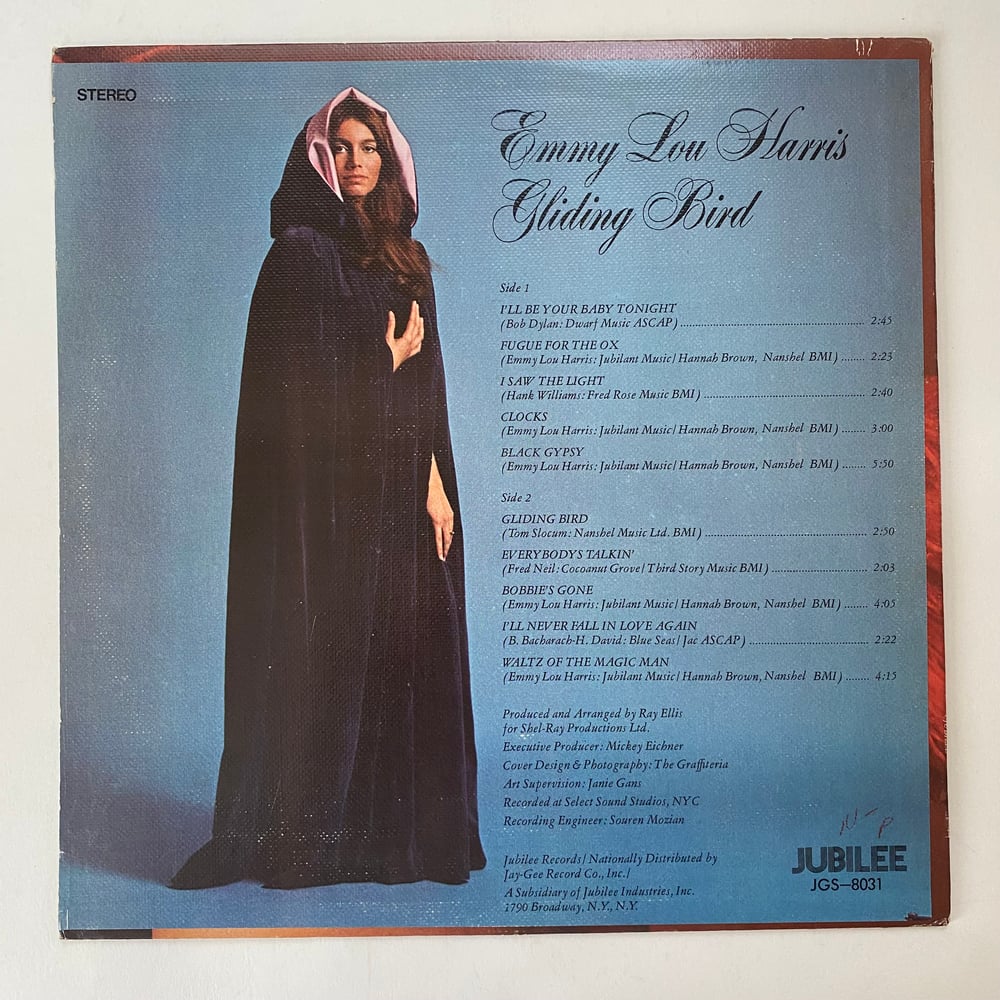 STEREO
Emmy Lou Harris
Gliding Bird
Side 1
I'LL BE YOUR BABY TONIGHT
(Bob Dylan: Dwarf Music ASCAP) ........ 2:45
FUGUE FOR THE OX
(Emmy Lou Harris: Jubilant Music/ Hannah Brown, Nanshel BMI) ........ 2:23
I SAW THE LIGHT
(Hank Williams: Fred Rose Music BMI) ........ 2:40
CLOCKS
(Emmy Lou Harris: Jubilant Music/ Hannah Brown, Nanshel BMI) ........ 3:00
BLACK GYPSY
(Emmy Lou Harris: Jubilant Music/ Hannah Brown, Nanshel BMI) ........ 5:50
Side 2
GLIDING BIRD
(Tom Slocum: Nanshel Music Ltd. BMI) ........ 2:50
EVERYBODYS TALKIN'
(Fred Neil: Cocoanut Grove/ Third Story Music BMI) ........ 2:03
BOBBIE'S GONE
(Emmy Lou Harris: Jubilant Music/ Hannah Brown, Nanshel BMI) ........ 4:05
I'LL NEVER FALL IN LOVE AGAIN
(B. Bacharach-H. David: Blue Seas/ Jac ASCAP) ........ 2:22
WALTZ OF THE MAGIC MAN
(Emmy Lou Harris: Jubilant Music/ Hannah Brown, Nanshel BMI) ........ 4:15
Produced and Arranged by Ray Ellis
for Shel-Ray Productions Ltd.
Executive Producer: Mickey Eichner
Cover Design & Photography: The Graffiteria
Art Supervision: Janie Gans
Recorded at Select Sound Studios, NYC
Recording Engineer: Souren Mozian
N- P
JUBILEE
JGS-8031
Jubilee Records/ Nationally Distributed by
Jay-Gee Record Co., Inc./
A Subsidiary of Jubilee Industries, Inc.
1790 Broadway, N.Y., N.Y.